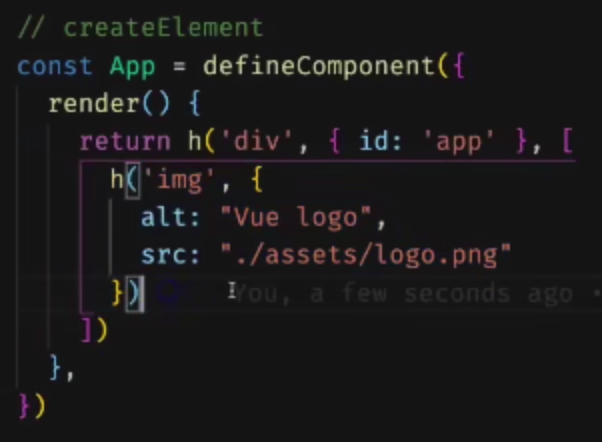 // createElement
const App = defineComponent({
  render() {
    return h('div', { id: 'app' }, [
      h('img', {
        alt: "Vue logo",
        src: "./assets/logo.png"
      })     You, a few seconds ago •
    ])
  },
})